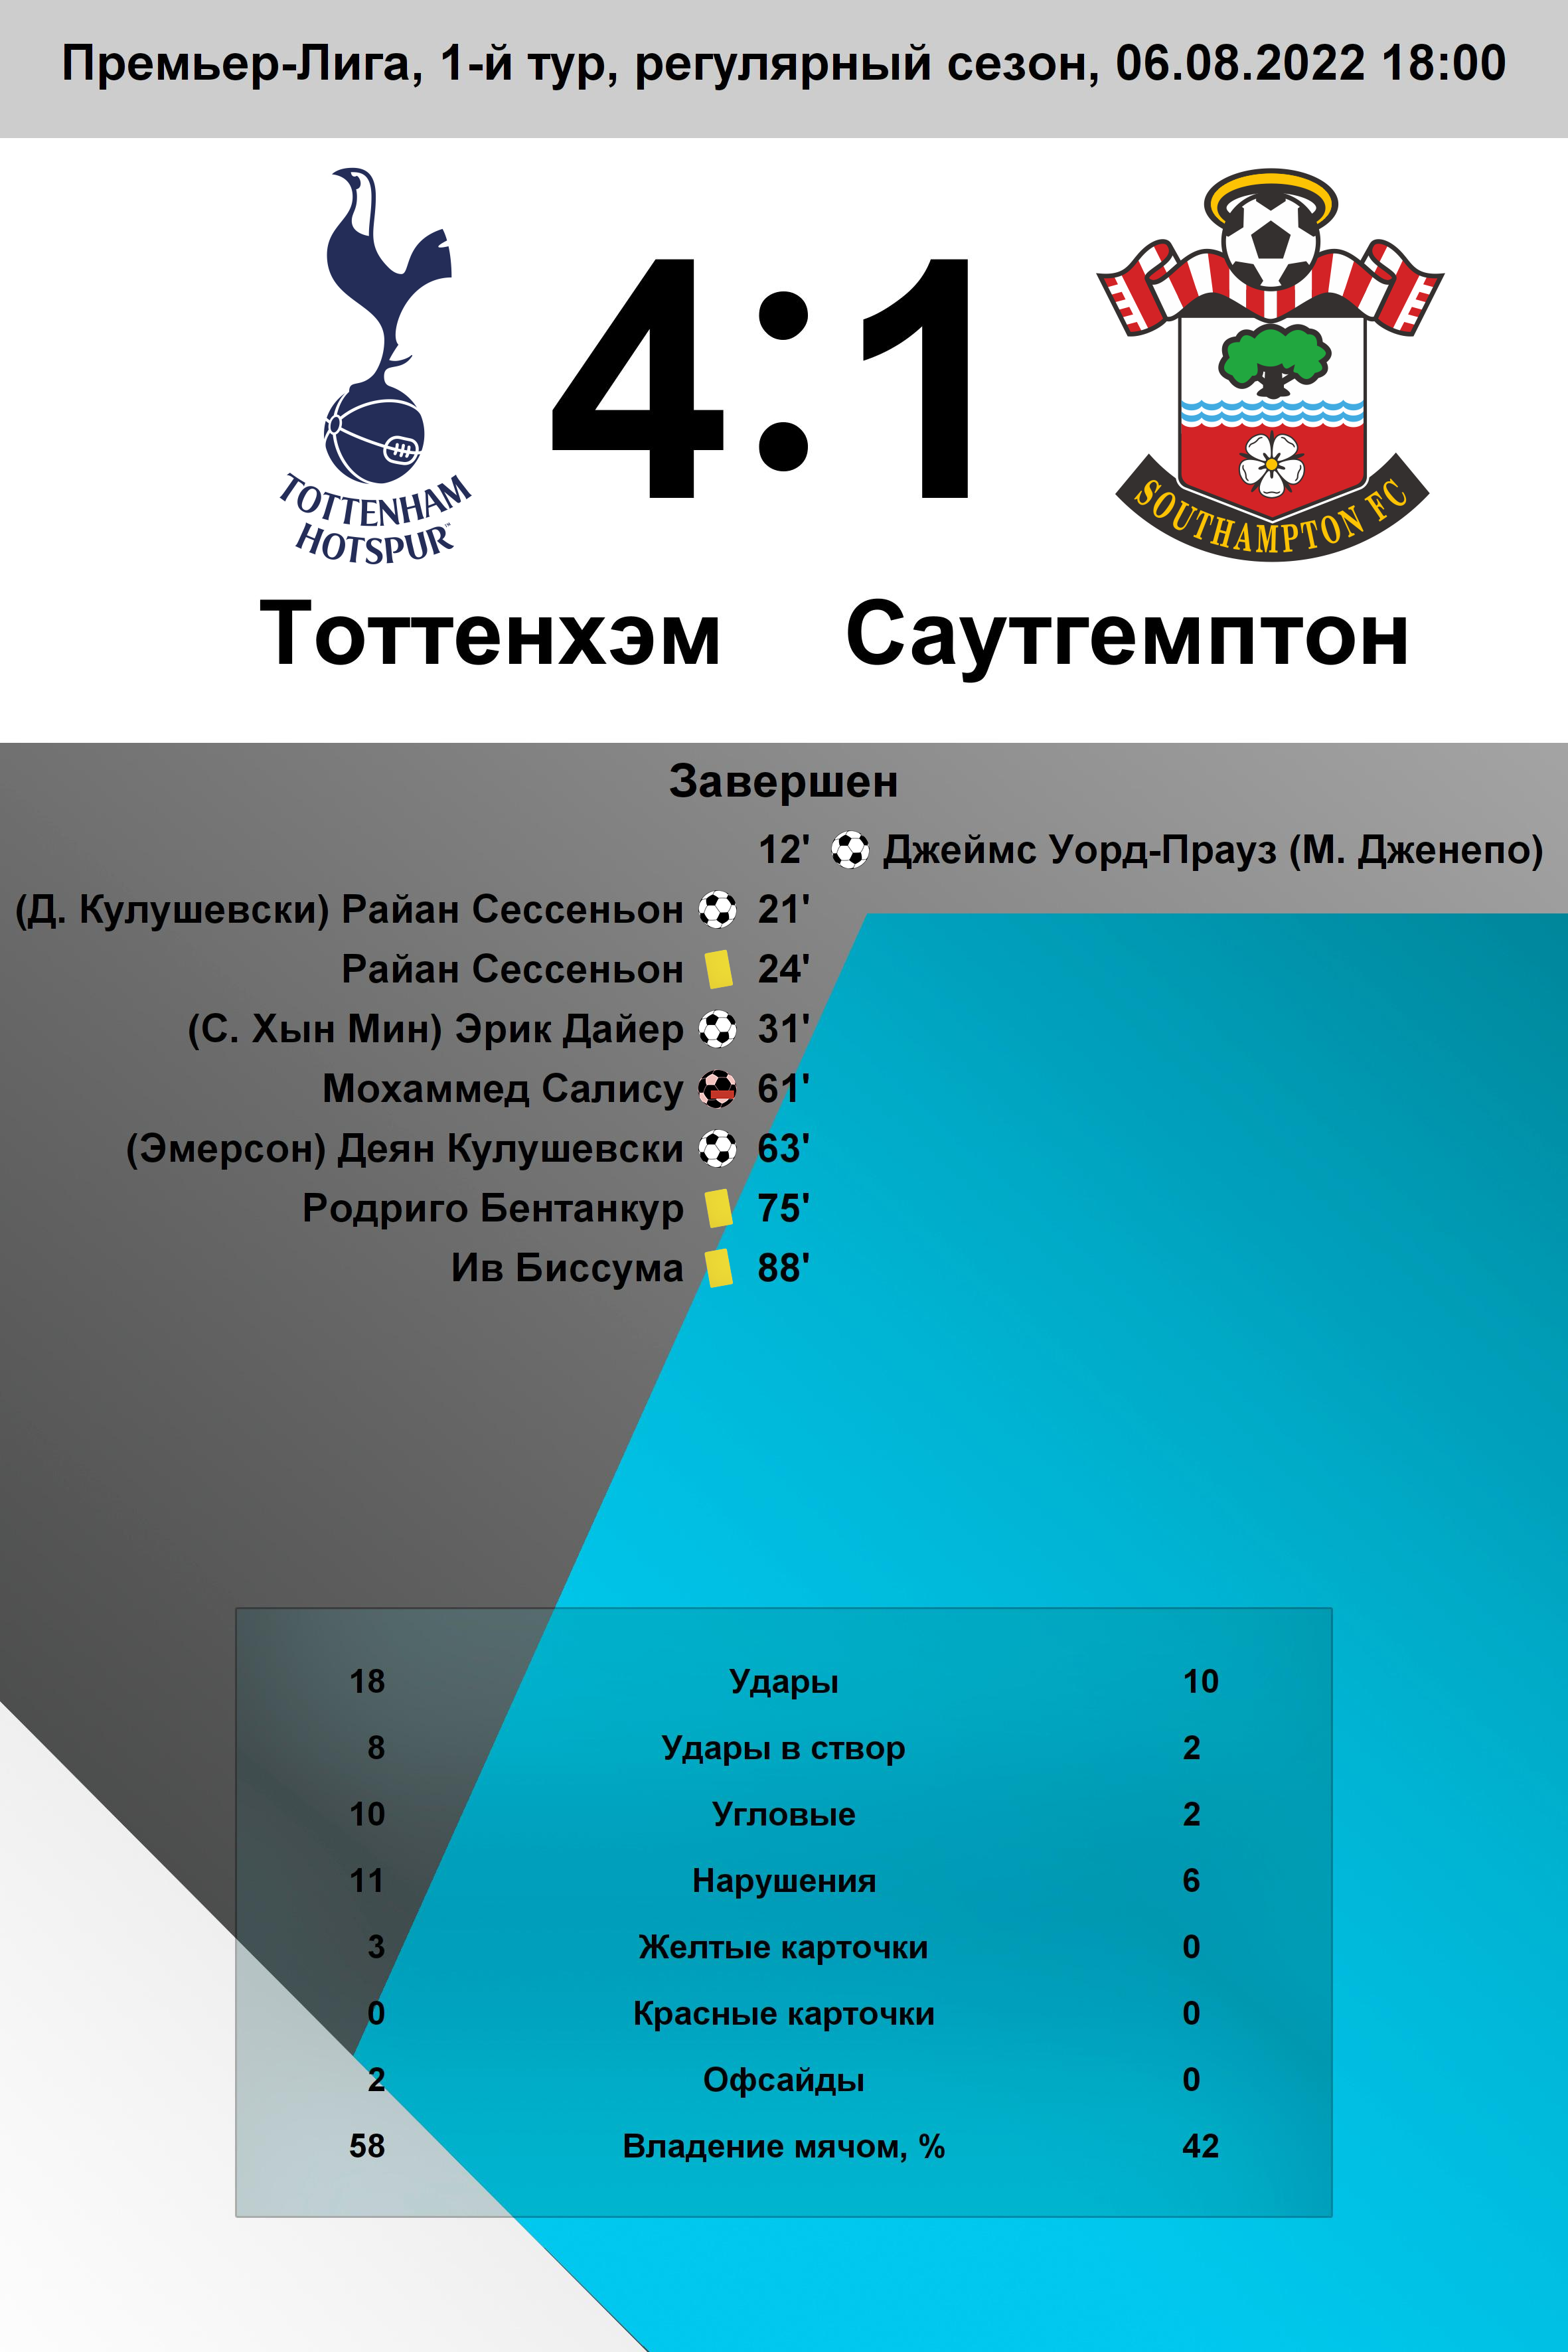 Премьер-Лига, 1-й тур, регулярный сезон, 06.08.2022 18:00
4:1
TOTTENHAM
HOTSPUR™
SOUTHAMPTON FC
Тоттенхэм Саутгемптон
Завершен
12' Джеймс Уорд-Прауз (М. Дженепо)
(Д. Кулушевски) Райан Сессеньон 21'
Райан Сессеньон 24'
(С. Хын Мин) Эрик Дайер 31'
Мохаммед Салису 61'
(Эмерсон) Деян Кулушевски 63'
Родриго Бентанкур 75'
Ив Биссума 88'
18 Удары 10
8 Удары в створ 2
10 Угловые 2
11 Нарушения 6
3 Желтые карточки 0
0 Красные карточки 0
2 Офсайды 0
58 Владение мячом, % 42